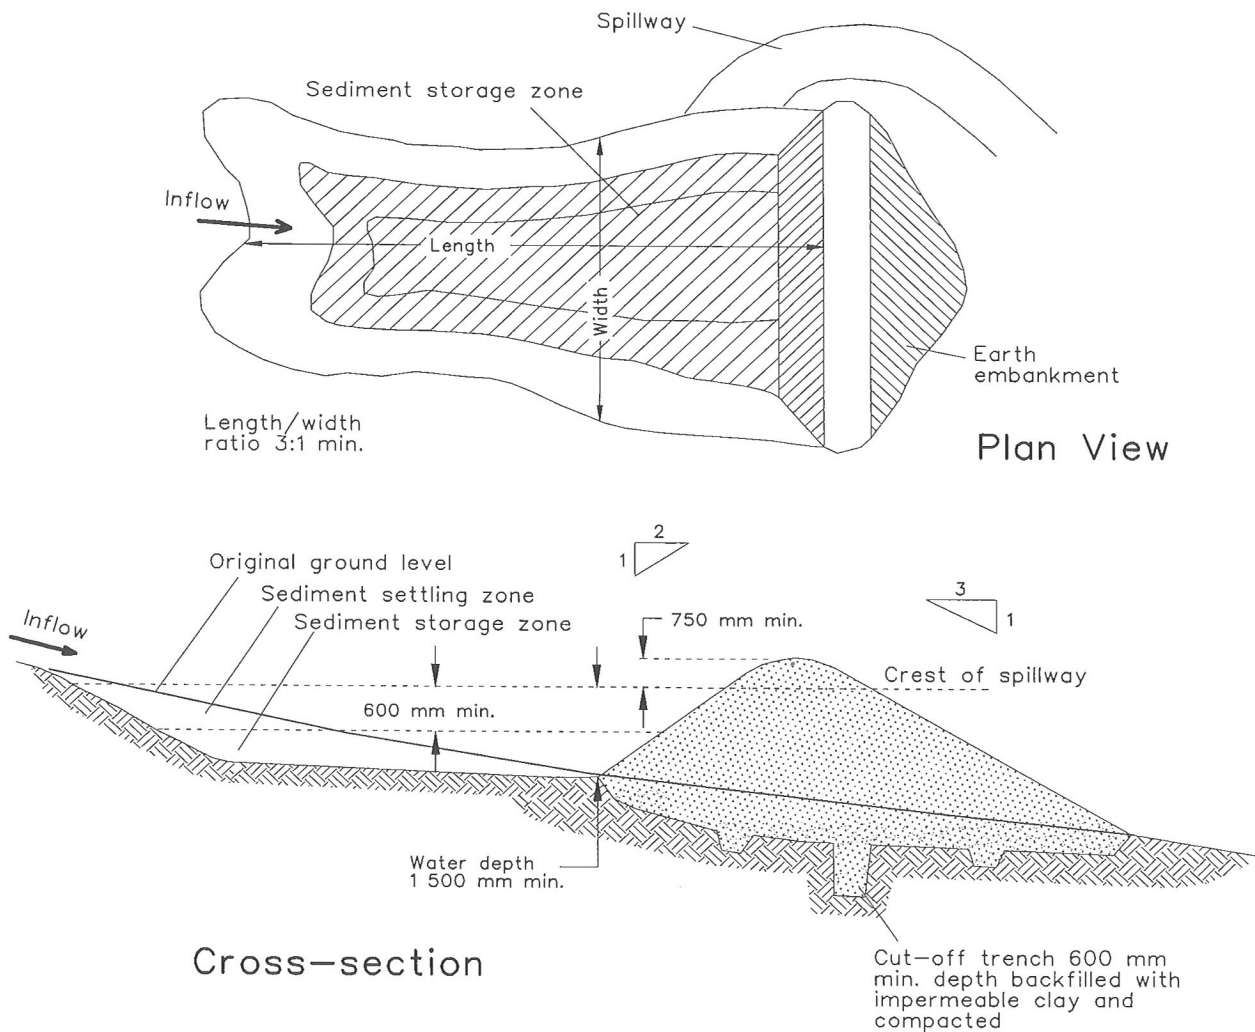 Spillway
Sediment storage zone
Inflow
Length
Width
Earth
embankment
Length/width
ratio 3:1 min.
Plan View
2
1
3
1
Original ground level
Sediment settling zone
Sediment storage zone
Inflow
750 mm min.
Crest of spillway
600 mm min.
Water depth
1 500 mm min.
Cross-section
Cut-off trench 600 mm
min. depth backfilled with
impermeable clay and
compacted